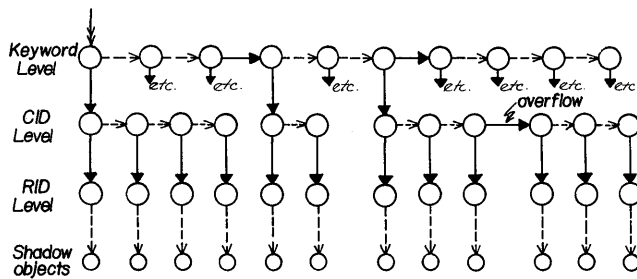 Keyword
Level
etc.
etc.
etc.
etc.
etc.
etc.
etc.
overflow
CID
Level
RID
Level
Shadow
objects